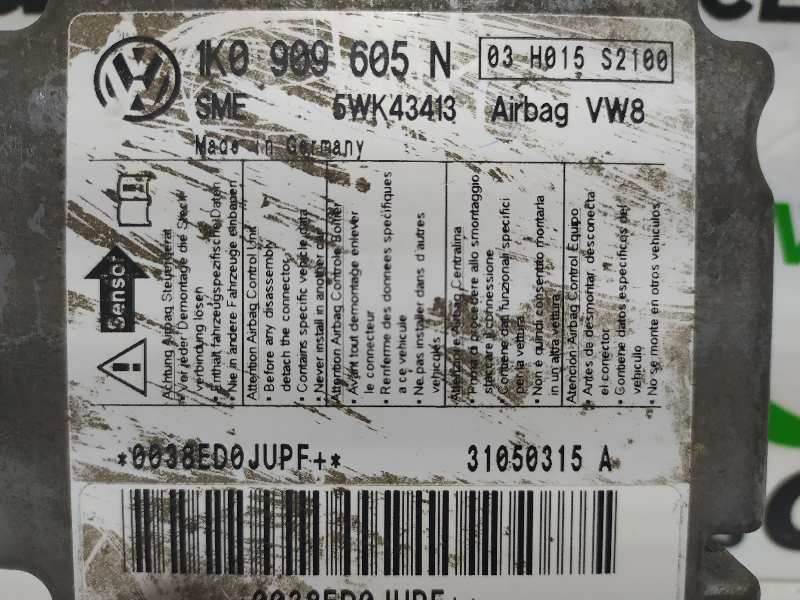 1K0 909 605 N
03 H015 S2100
SME 5WK43413 Airbag VW8
Made in Germany
Sensor
Achtung Airbag Steuergerät
• Vor jeder Demontage die Steck-
verbindung lösen
• Enthält fahrzeugspezifische Daten
• Nie in andere Fahrzeuge einbauen
Attention Airbag Control Unit
• Before any disassembly
detach the connector
• Contains specific vehicle data
• Never install in another car
Attention Airbag Controle Boitier
• Avant tout demontage enlever
le connecteur
• Renferme des donnees spécifiques
a ce vehicule
• Ne pas installer dans d'autres
vehicules
Attenzione Airbag Centralina
• Prima di procedere allo smontaggio
staccare la connessione
• Contiene dati funzionali specifici
per la vettura
• Non è quindi consentito montarla
in un altra vettura
Atencion Airbag Control Equipo
• Antes de desmontar, desconecta
el conector
• Contiene datos especificos del
vehiculo
• No se monte en otros vehiculos
*0038ED0JUPF+*
31050315 A
0038ED0JUPF+